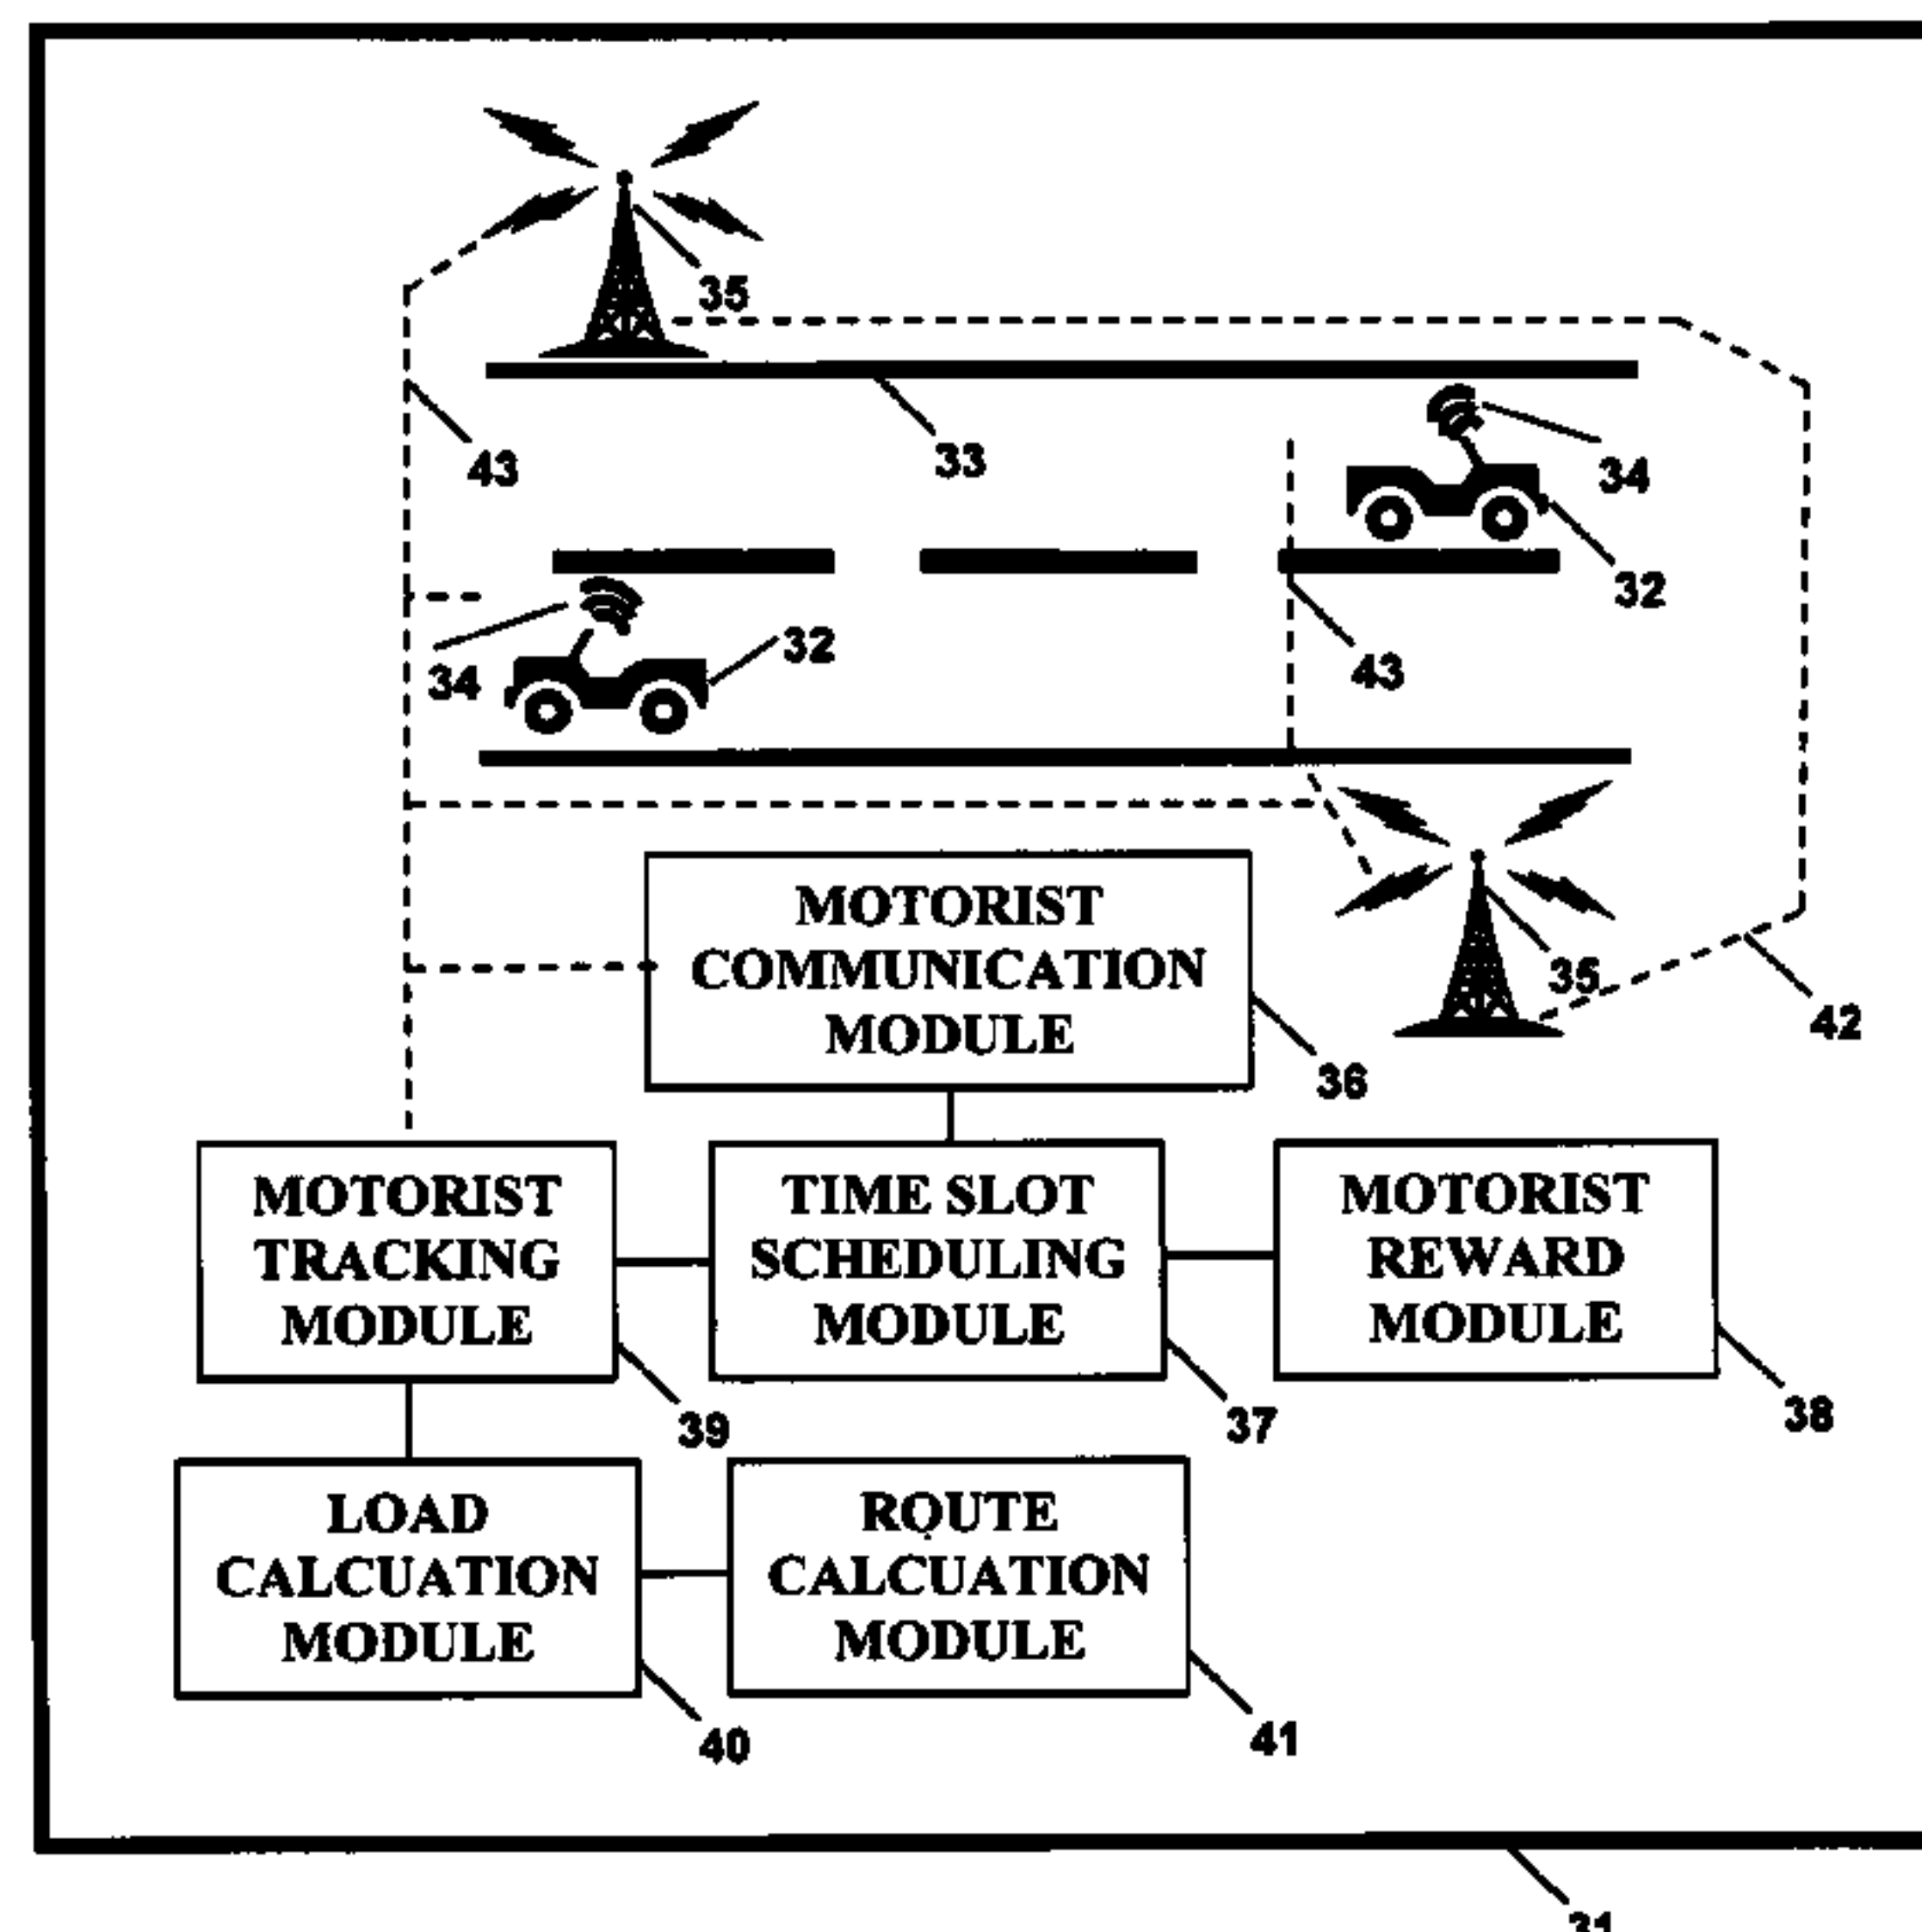 35
43
33
34
32
32
34
43
MOTORIST
COMMUNICATION
MODULE
35
42
36
MOTORIST
TRACKING
MODULE
TIME SLOT
SCHEDULING
MODULE
MOTORIST
REWARD
MODULE
39
37
38
LOAD
CALCUATION
MODULE
ROUTE
CALCUATION
MODULE
40
41
31